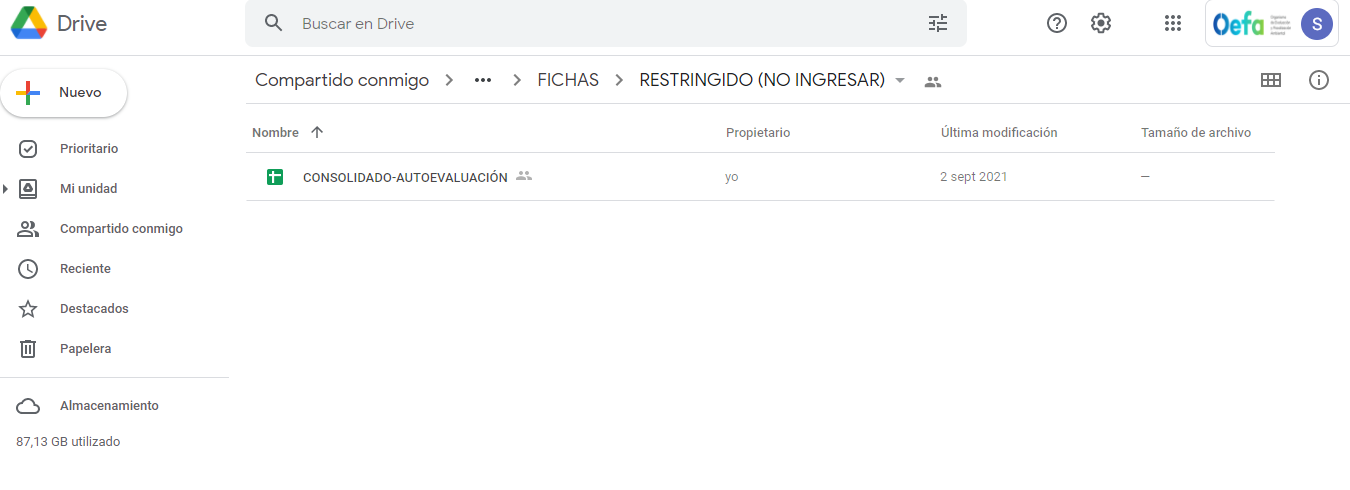 Drive
Buscar en Drive
Oefa
S
Nuevo
Compartido conmigo
FICHAS
RESTRINGIDO (NO INGRESAR)
Nombre
Propietario
Última modificación
Tamaño de archivo
CONSOLIDADO-AUTOEVALUACIÓN
yo
2 sept 2021
—
Prioritario
Mi unidad
Compartido conmigo
Reciente
Destacados
Papelera
Almacenamiento
87,13 GB utilizado